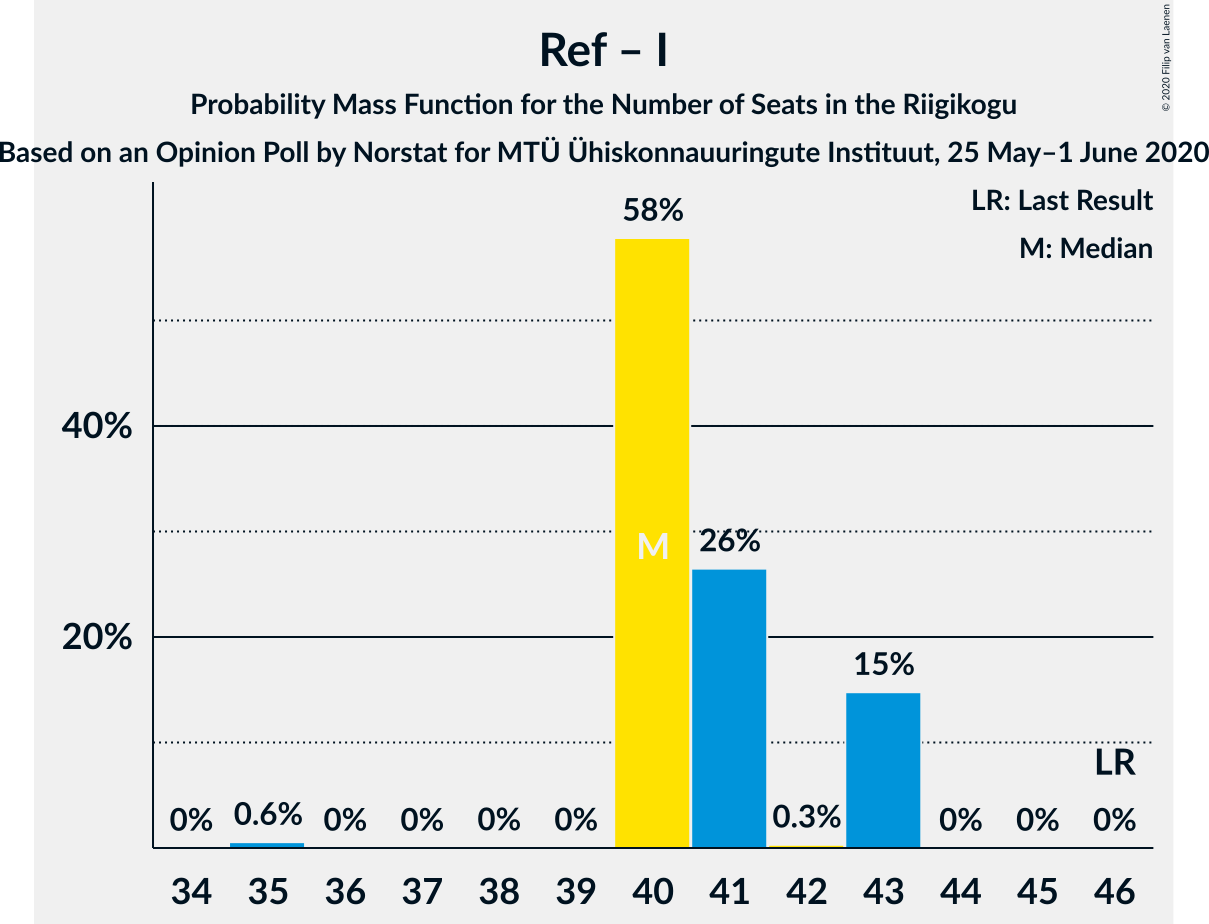 Ref – I
Probability Mass Function for the Number of Seats in the Riigikogu
Based on an Opinion Poll by Norstat for MTÜ Ühiskonnauuringute Instituut, 25 May–1 June 2020
© 2020 Filip van Laenen
LR: Last Result
M: Median
58%
40%
M
26%
20%
15%
LR
0% 0.6% 0% 0% 0% 0% 0.3% 0% 0% 0%
34 35 36 37 38 39 40 41 42 43 44 45 46